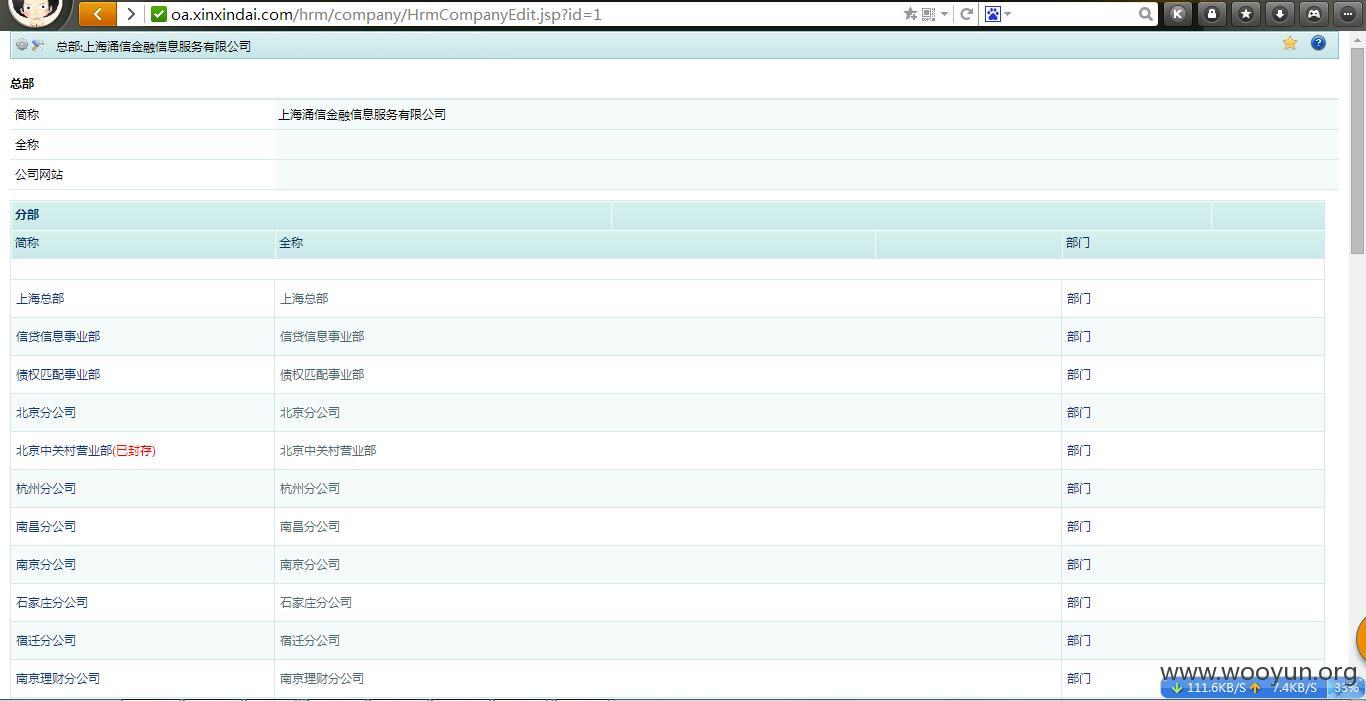 oa.xinxindai.com/hrm/company/HrmCompanyEdit.jsp?id=1
K
总部:上海涌信金融信息服务有限公司
总部
简称 上海涌信金融信息服务有限公司
全称
公司网站
分部
简称 全称 部门
上海总部 上海总部 部门
信贷信息事业部 信贷信息事业部 部门
债权匹配事业部 债权匹配事业部 部门
北京分公司 北京分公司 部门
北京中关村营业部(已封存) 北京中关村营业部 部门
杭州分公司 杭州分公司 部门
南昌分公司 南昌分公司 部门
南京分公司 南京分公司 部门
石家庄分公司 石家庄分公司 部门
宿迁分公司 宿迁分公司 部门
南京理财分公司 南京理财分公司 部门
www.wooyun.org
111.6KB/S 7.4KB/S 35%